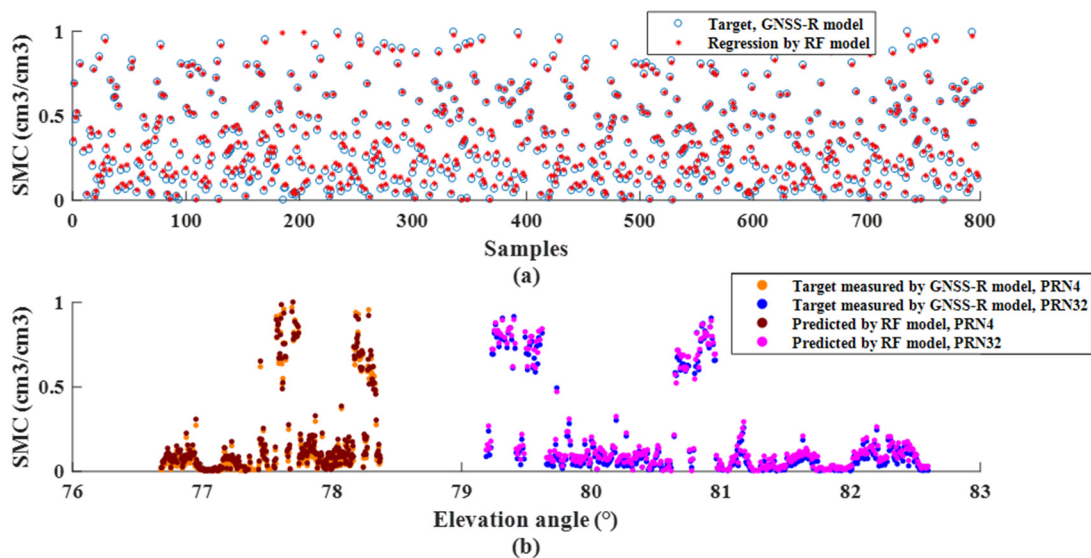 Target, GNSS-R model
Regression by RF model
SMC (cm3/cm3)
1
0.5
0
0 100 200 300 400 500 600 700 800
Samples
(a)
Target measured by GNSS-R model, PRN4
Target measured by GNSS-R model, PRN32
Predicted by RF model, PRN4
Predicted by RF model, PRN32
SMC (cm3/cm3)
1
0.5
0
76 77 78 79 80 81 82 83
Elevation angle (°)
(b)